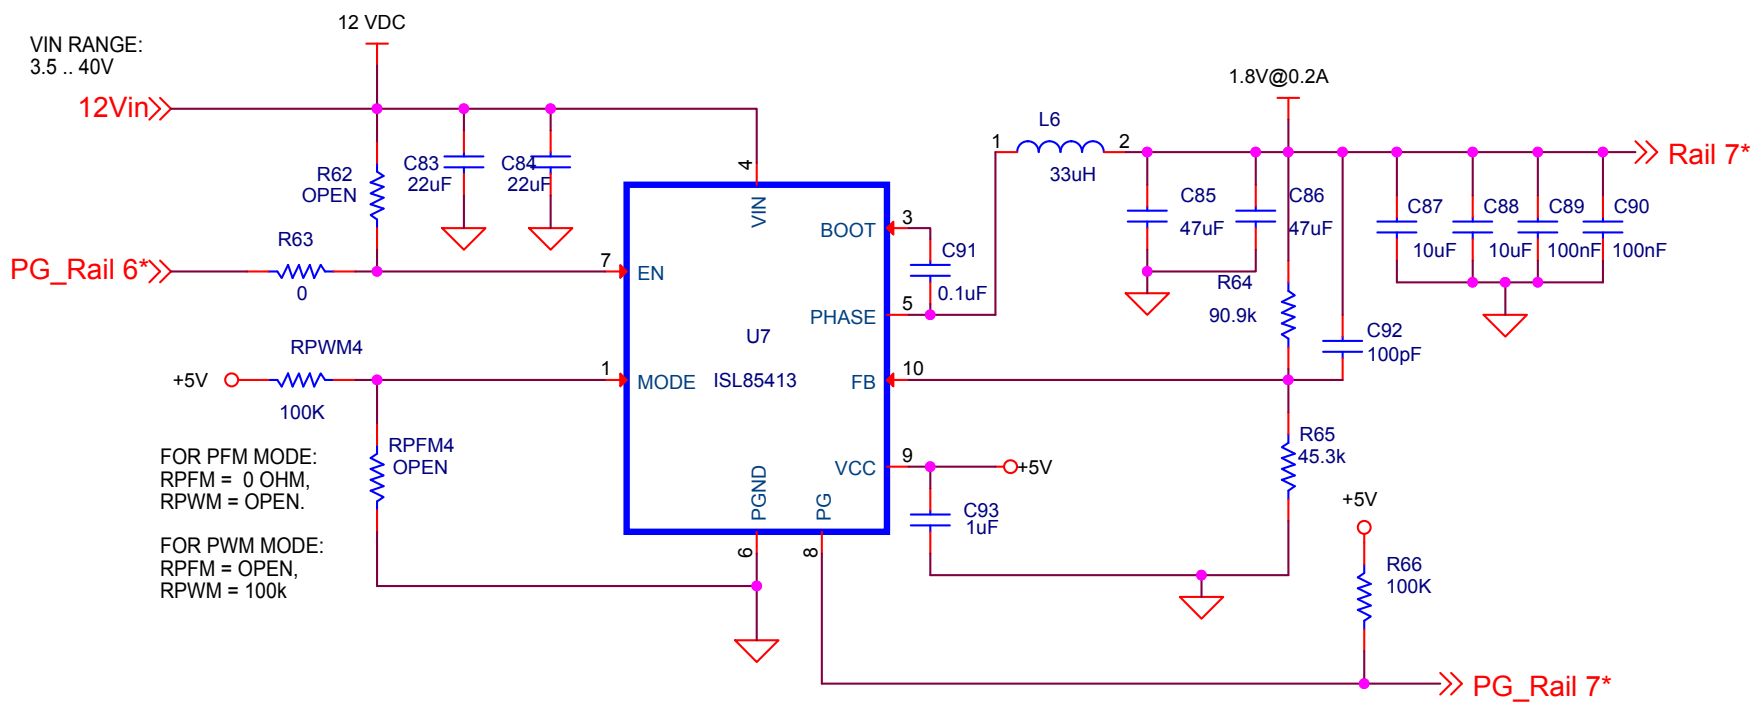 12 VDC
VIN RANGE:
3.5 .. 40V
12Vin
1.8V@0.2A
L6
1
2
33uH
Rail 7*
R62
OPEN
C83
22uF
C84
22uF
4
VIN
C85
47uF
C86
47uF
C87
10uF
C88
10uF
C89
100nF
C90
100nF
R63
0
PG_Rail 6*
7
EN
BOOT
3
C91
0.1uF
5
PHASE
R64
90.9k
C92
100pF
U7
ISL85413
RPWM4
+5V
100K
1
MODE
FB
10
RPFM4
OPEN
FOR PFM MODE:
RPFM = 0 OHM,
RPWM = OPEN.
FOR PWM MODE:
RPFM = OPEN,
RPWM = 100k
VCC
9
+5V
R65
45.3k
PGND
6
PG
8
C93
1uF
+5V
R66
100K
PG_Rail 7*